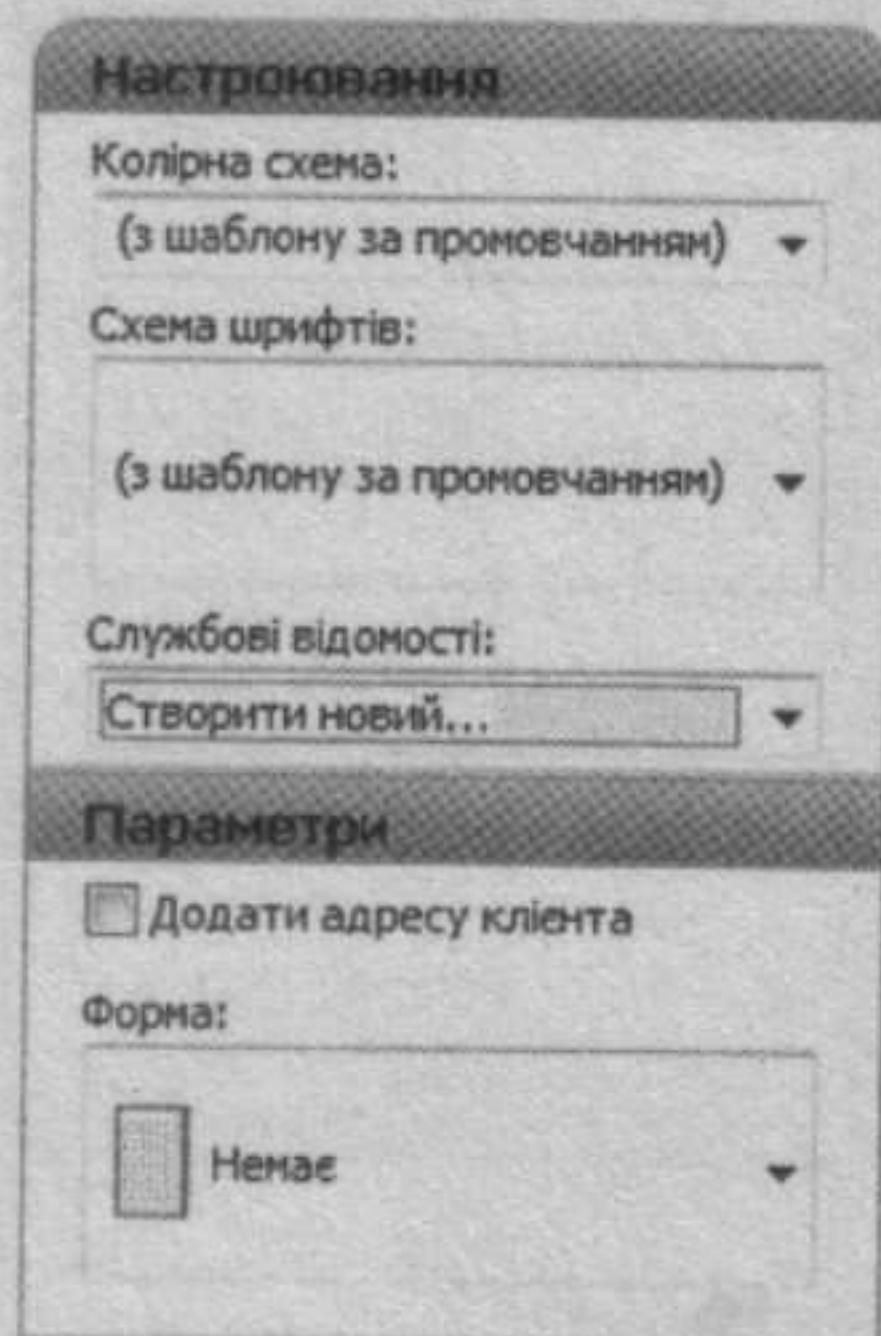 Настроювання
Колірна схема:
(з шаблону за промовчанням)
Схема шрифтів:
(з шаблону за промовчанням)
Службові відомості:
Створити новий...
Параметри
Додати адресу клієнта
Форма:
Немає